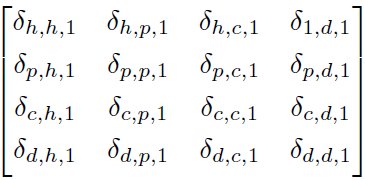 δ_{h,h,1} δ_{h,p,1} δ_{h,c,1} δ_{1,d,1}
δ_{p,h,1} δ_{p,p,1} δ_{p,c,1} δ_{p,d,1}
δ_{c,h,1} δ_{c,p,1} δ_{c,c,1} δ_{c,d,1}
δ_{d,h,1} δ_{d,p,1} δ_{d,c,1} δ_{d,d,1}